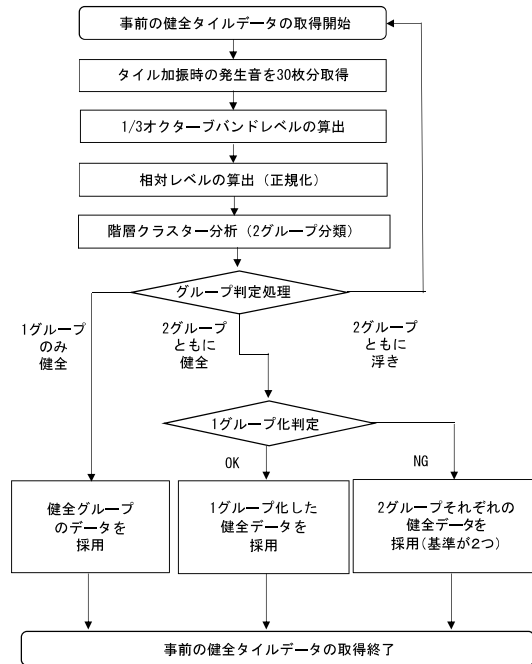 事前の健全タイルデータの取得開始
タイル加振時の発生音を30枚分取得
1/3オクターブバンドレベルの算出
相対レベルの算出（正規化）
階層クラスター分析（2グループ分類）
グループ判定処理
1グループ
のみ
健全
2グループ
ともに
健全
2グループ
ともに
浮き
1グループ化判定
OK
NG
健全グループ
のデータを
採用
1グループ化した
健全データを
採用
2グループそれぞれの
健全データを
採用(基準が２つ)
事前の健全タイルデータの取得終了